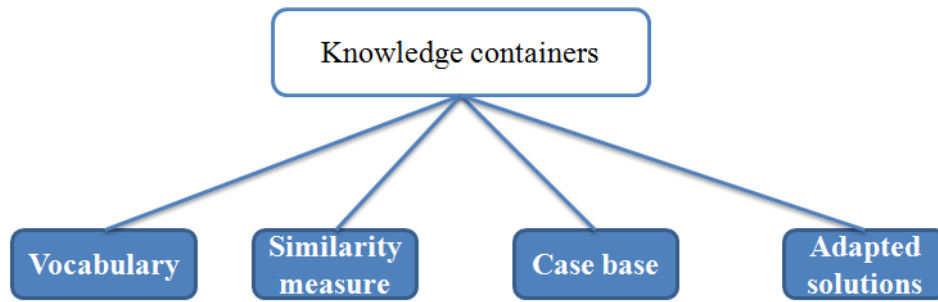 Knowledge containers
Vocabulary
Similarity
measure
Case base
Adapted
solutions